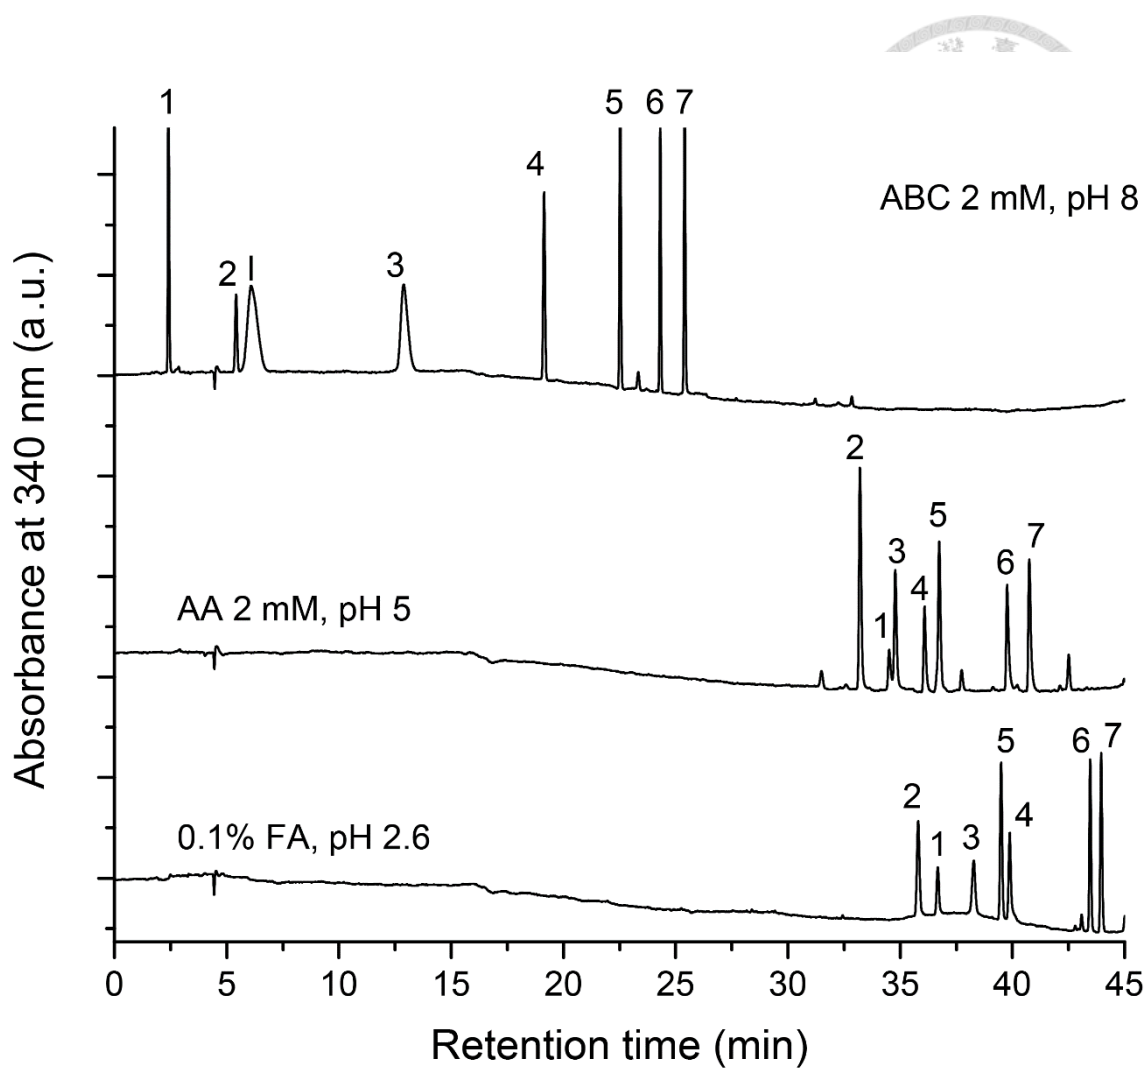 1
5 6 7
4
ABC 2 mM, pH 8
2 I
3
2
5
7
3
6
4
1
AA 2 mM, pH 5
5 6 7
2
4
1 3
0.1% FA, pH 2.6
0 5 10 15 20 25 30 35 40 45
Retention time (min)
Absorbance at 340 nm (a.u.)